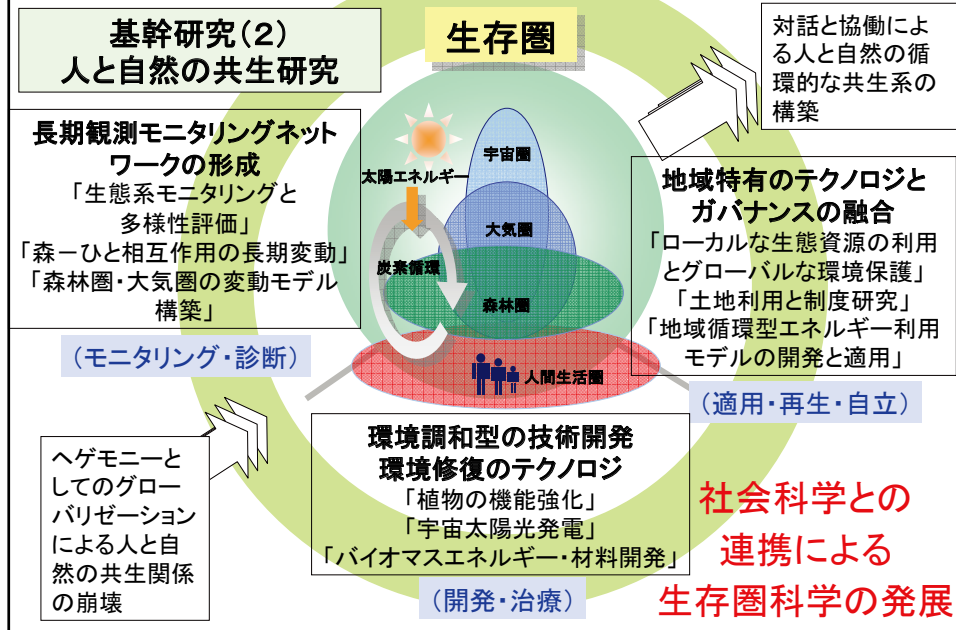 基幹研究(2)
人と自然の共生研究
生存圏
対話と協働によ
る人と自然の循
環的な共生系の
構築
長期観測モニタリングネット
ワークの形成
「生態系モニタリングと
多様性評価」
「森－ひと相互作用の長期変動」
「森林圏・大気圏の変動モデル
構築」
(モニタリング・診断)
太陽エネルギー
宇宙圏
大気圏
炭素循環
森林圏
人間生活圏
地域特有のテクノロジと
ガバナンスの融合
「ローカルな生態資源の利用
とグローバルな環境保護」
「土地利用と制度研究」
「地域循環型エネルギー利用
モデルの開発と適用」
(適用・再生・自立)
ヘゲモニーと
してのグロー
バリゼーション
による人と自
然の共生関係
の崩壊
環境調和型の技術開発
環境修復のテクノロジ
「植物の機能強化」
「宇宙太陽光発電」
「バイオマスエネルギー・材料開発」
(開発・治療)
社会科学との
連携による
生存圏科学の発展